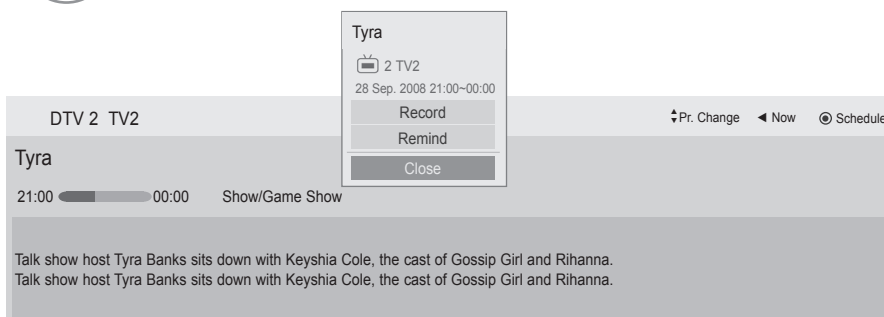 Tyra
2 TV2
28 Sep. 2008 21:00~00:00
Record
Remind
Close
DTV 2 TV2
Pr. Change
Now
Schedule
Tyra
21:00 00:00 Show/Game Show
Talk show host Tyra Banks sits down with Keyshia Cole, the cast of Gossip Girl and Rihanna.
Talk show host Tyra Banks sits down with Keyshia Cole, the cast of Gossip Girl and Rihanna.